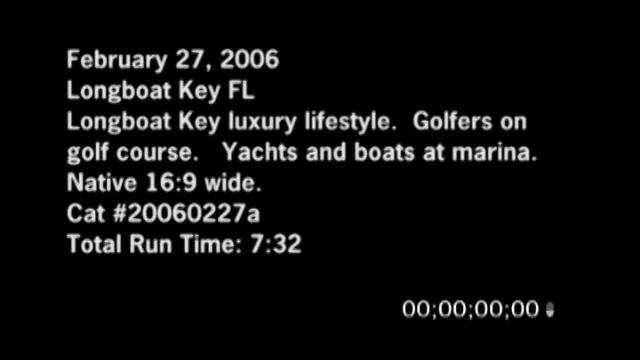 February 27, 2006
Longboat Key FL
Longboat Key luxury lifestyle.  Golfers on
golf course.   Yachts and boats at marina.
Native 16:9 wide.
Cat #20060227a
Total Run Time: 7:32
00;00;00;00